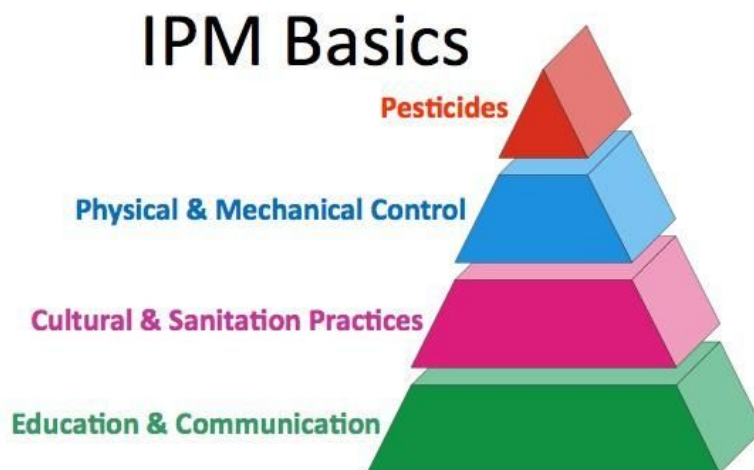 IPM Basics
Pesticides
Physical & Mechanical Control
Cultural & Sanitation Practices
Education & Communication